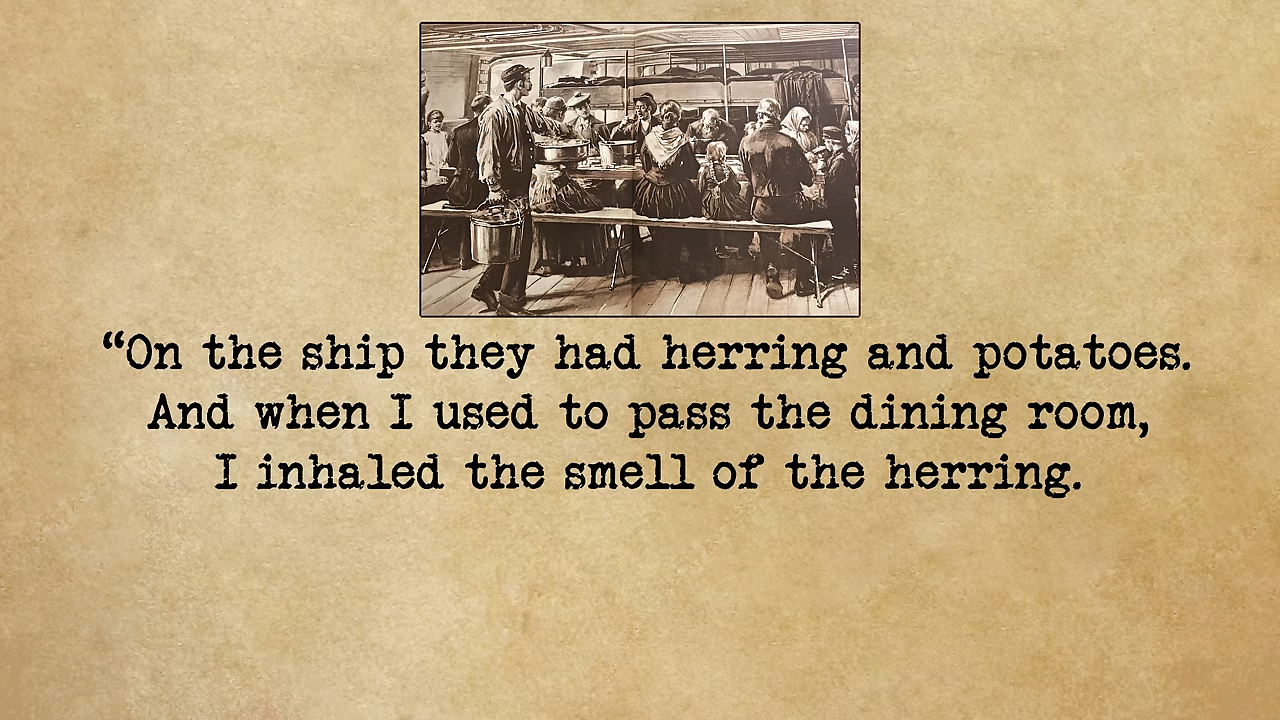 “On the ship they had herring and potatoes.
And when I used to pass the dining room,
I inhaled the smell of the herring.